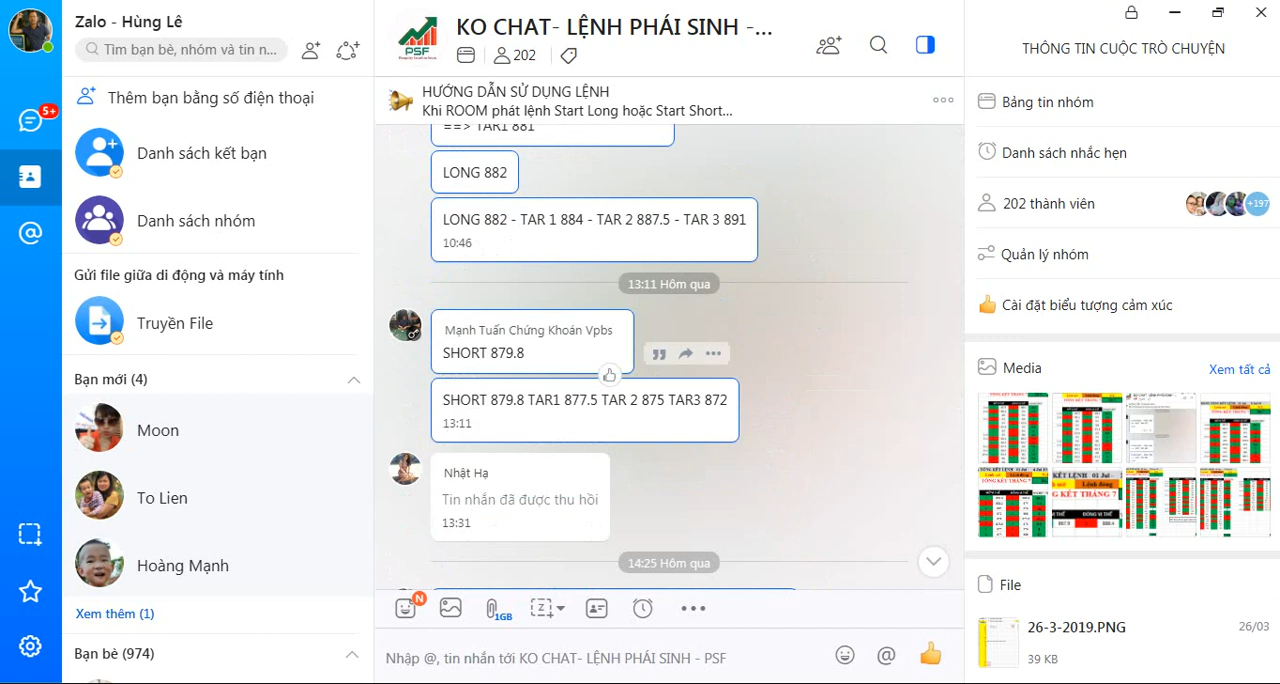 Zalo - Hùng Lê
Tìm bạn bè, nhóm và tin n...
5+
Thêm bạn bằng số điện thoại
Danh sách kết bạn
Danh sách nhóm
Gửi file giữa di động và máy tính
Truyền File
Bạn mới (4)
Moon
To Lien
Hoàng Mạnh
Xem thêm (1)
Bạn bè (974)
PSF
KO CHAT- LỆNH PHÁI SINH -...
202
HƯỚNG DẪN SỬ DỤNG LỆNH
Khi ROOM phát lệnh Start Long hoặc Start Short...
==> TAR1 881
LONG 882
LONG 882 - TAR 1 884 - TAR 2 887.5 - TAR 3 891
10:46
13:11 Hôm qua
Mạnh Tuấn Chứng Khoán Vpbs
SHORT 879.8
SHORT 879.8 TAR1 877.5 TAR 2 875 TAR3 872
13:11
Nhật Hạ
Tin nhắn đã được thu hồi
13:31
14:25 Hôm qua
N
1GB
Nhập @, tin nhắn tới KO CHAT- LỆNH PHÁI SINH - PSF
THÔNG TIN CUỘC TRÒ CHUYỆN
Bảng tin nhóm
Danh sách nhắc hẹn
202 thành viên
+197
Quản lý nhóm
Cài đặt biểu tượng cảm xúc
Media
Xem tất cả
File
26-3-2019.PNG
26/03
39 KB